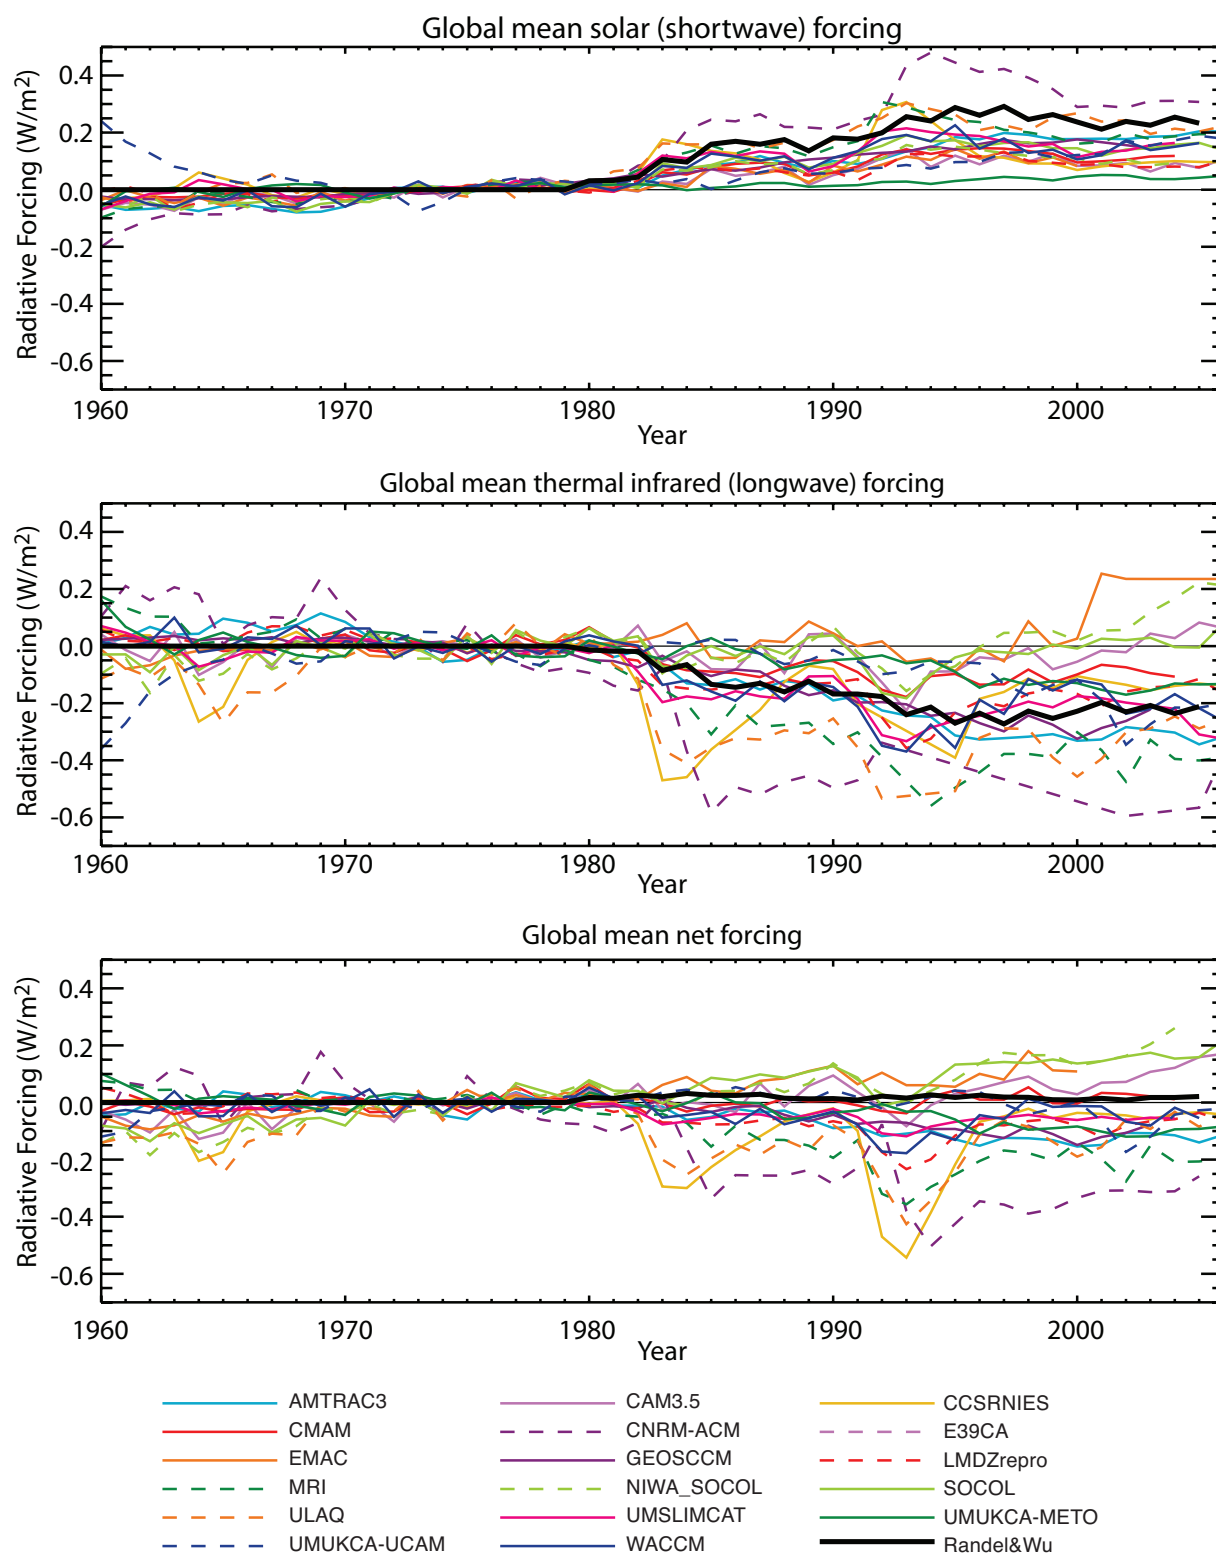 Global mean solar (shortwave) forcing
Radiative Forcing (W/m²)
0.4
0.2
0.0
-0.2
-0.4
-0.6
1960 1970 1980 1990 2000
Year
Global mean thermal infrared (longwave) forcing
Radiative Forcing (W/m²)
0.4
0.2
0.0
-0.2
-0.4
-0.6
1960 1970 1980 1990 2000
Year
Global mean net forcing
Radiative Forcing (W/m²)
0.4
0.2
0.0
-0.2
-0.4
-0.6
1960 1970 1980 1990 2000
Year
AMTRAC3 CAM3.5 CCSRNIES
CMAM CNRM-ACM E39CA
EMAC GEOSCCM LMDZrepro
MRI NIWA_SOCOL SOCOL
ULAQ UMSLIMCAT UMUKCA-METO
UMUKCA-UCAM WACCM Randel&Wu